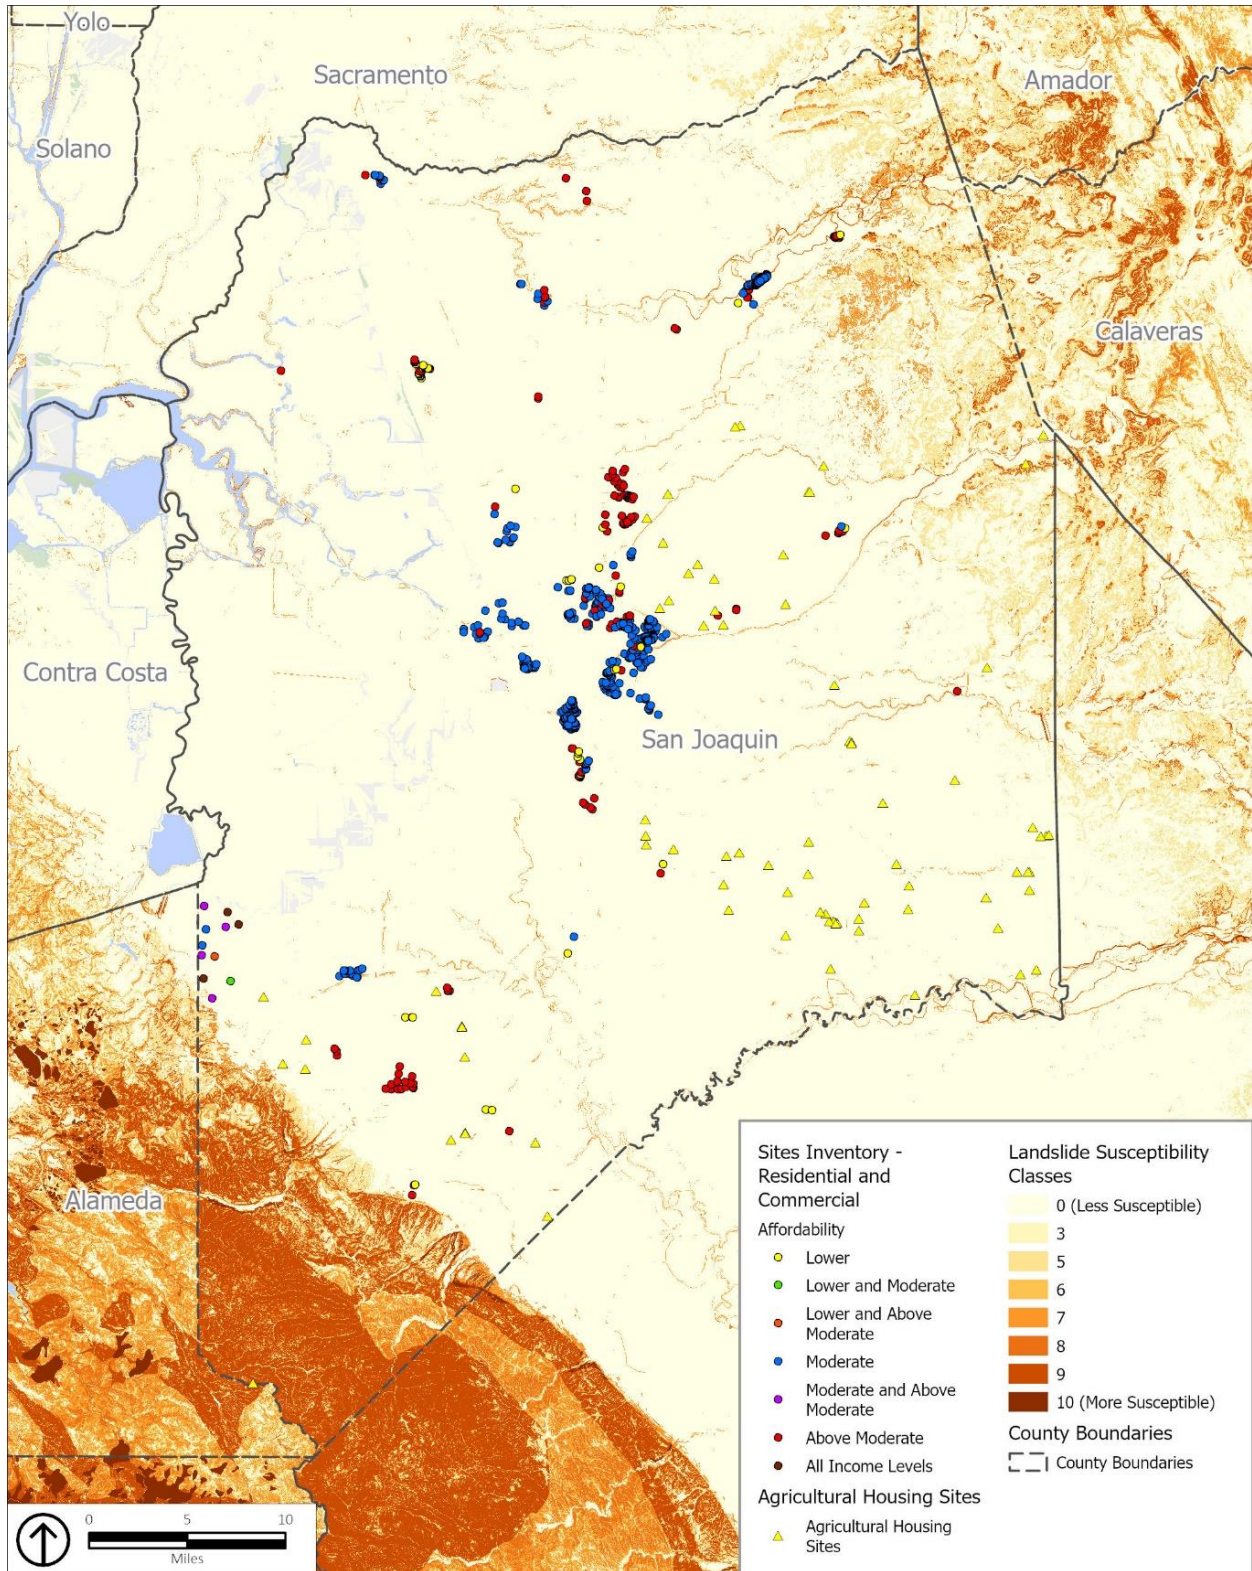 Yolo
Sacramento
Amador
Solano
Calaveras
Contra Costa
San Joaquin
Alameda
Sites Inventory -
Residential and
Commercial
Affordability
Lower
Lower and Moderate
Lower and Above
Moderate
Moderate
Moderate and Above
Moderate
Above Moderate
All Income Levels
Agricultural Housing Sites
Agricultural Housing
Sites
Landslide Susceptibility
Classes
0 (Less Susceptible)
3
5
6
7
8
9
10 (More Susceptible)
County Boundaries
County Boundaries
0 5 10
Miles